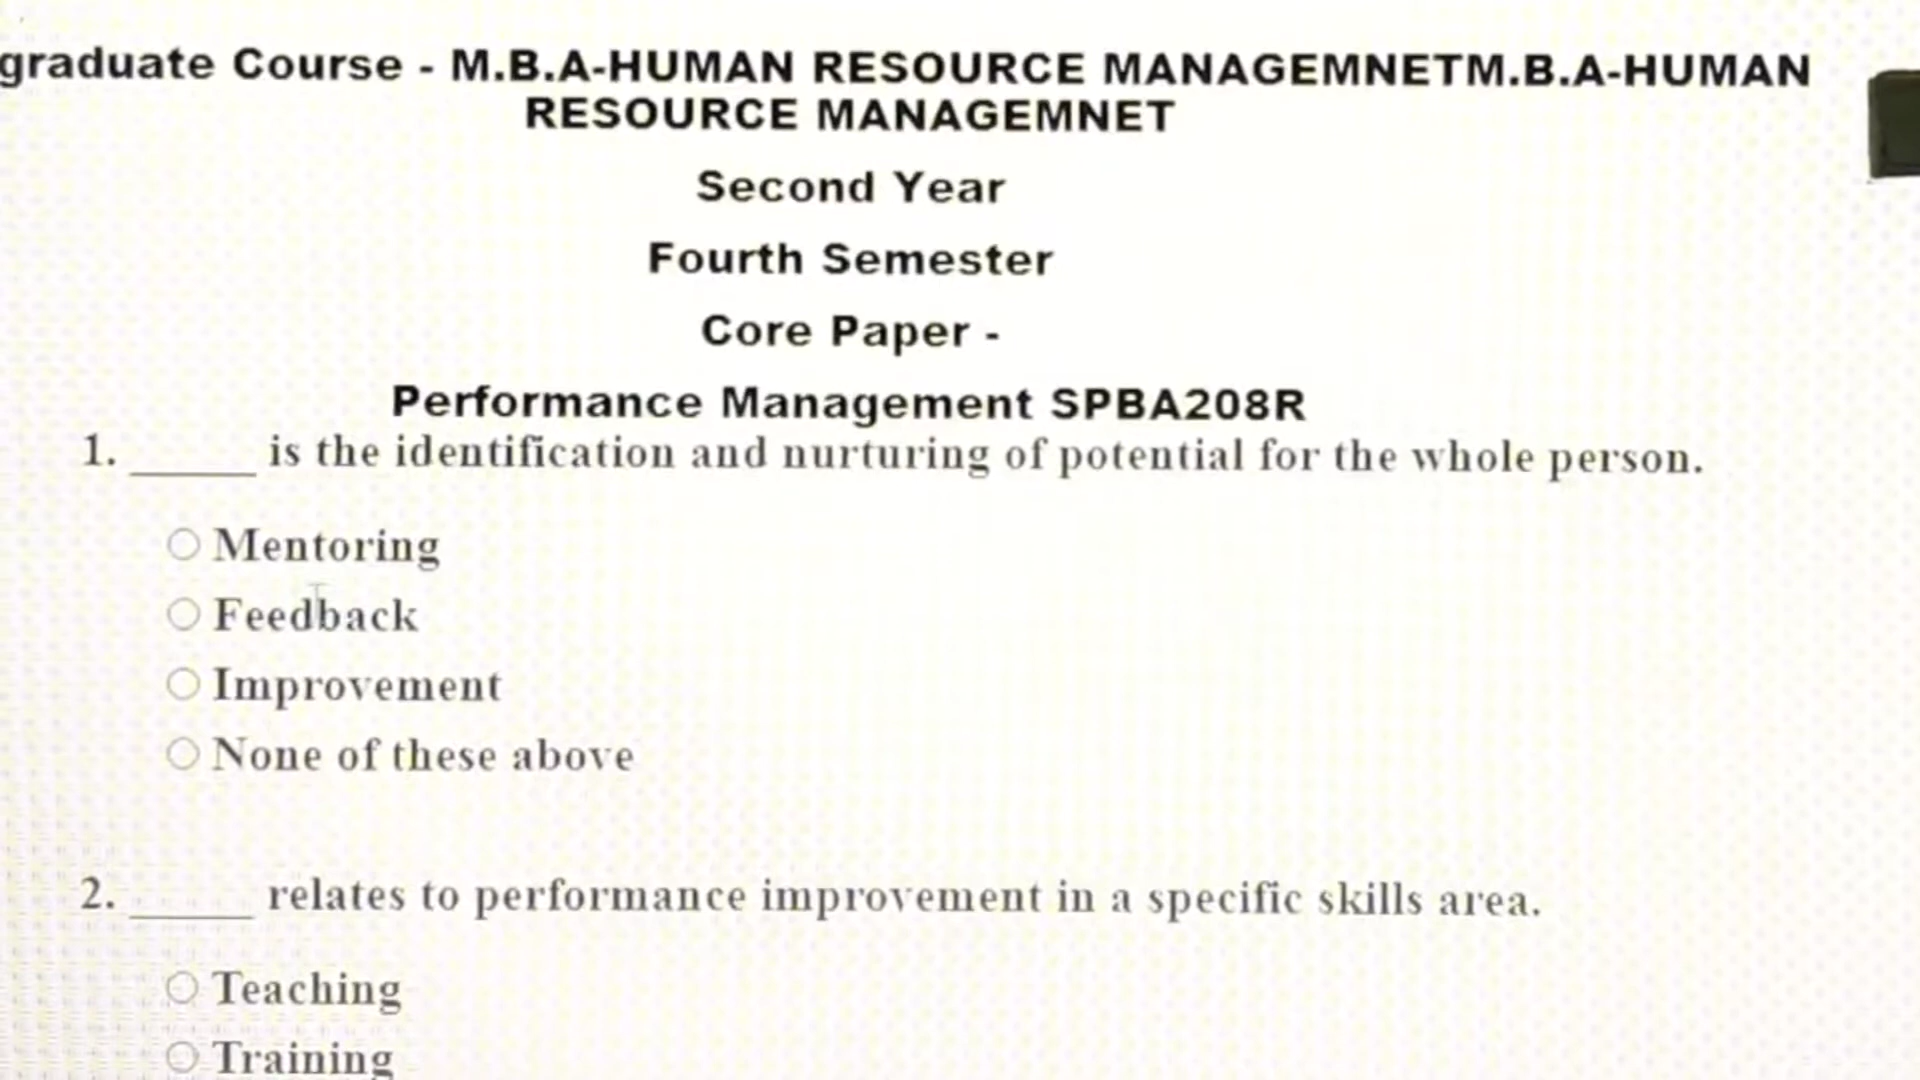 graduate Course - M.B.A-HUMAN RESOURCE MANAGEMNETM.B.A-HUMAN
RESOURCE MANAGEMNET
Second Year
Fourth Semester
Core Paper -
Performance Management SPBA208R
1. _____ is the identification and nurturing of potential for the whole person.
Mentoring
Feedback
Improvement
None of these above
2. _____ relates to performance improvement in a specific skills area.
Teaching
Training